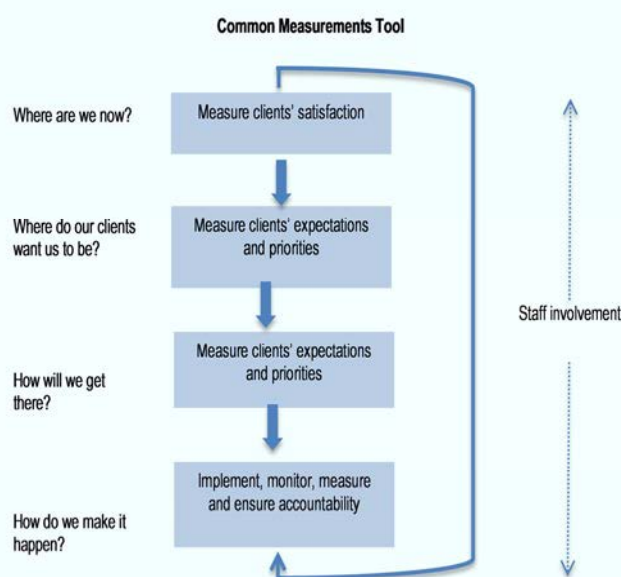 Common Measurements Tool
Where are we now?
Measure clients' satisfaction
Where do our clients
want us to be?
Measure clients' expectations
and priorities
Staff involvement
How will we get
there?
Measure clients' expectations
and priorities
How do we make it
happen?
Implement, monitor, measure
and ensure accountability